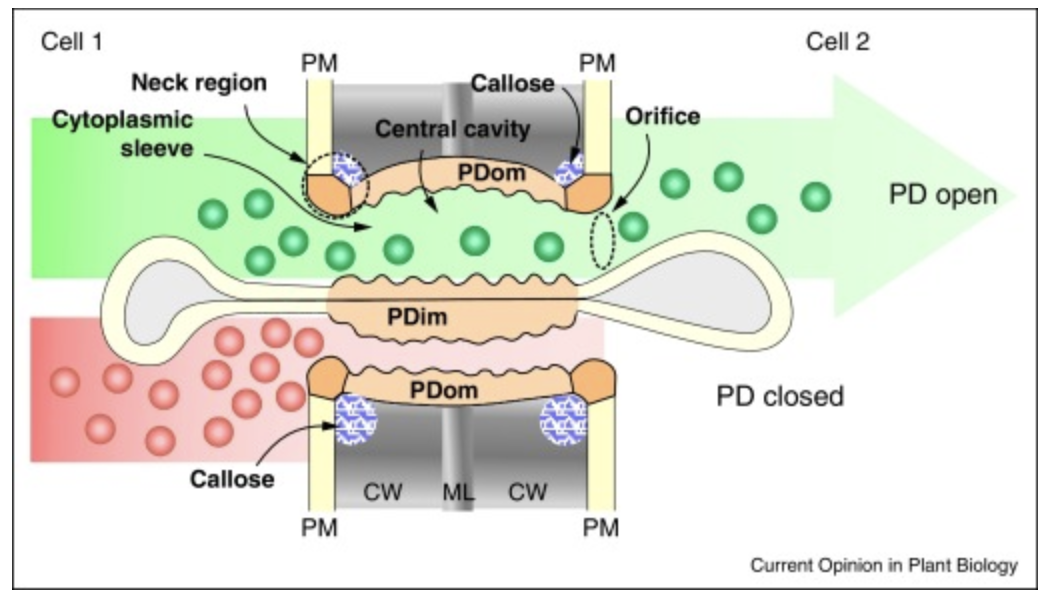 Cell 1
Cell 2
PM
PM
Neck region
Callose
Cytoplasmic
sleeve
Central cavity
Orifice
PDom
PD open
PDim
PDom
PD closed
Callose
CW
ML
CW
PM
PM
Current Opinion in Plant Biology